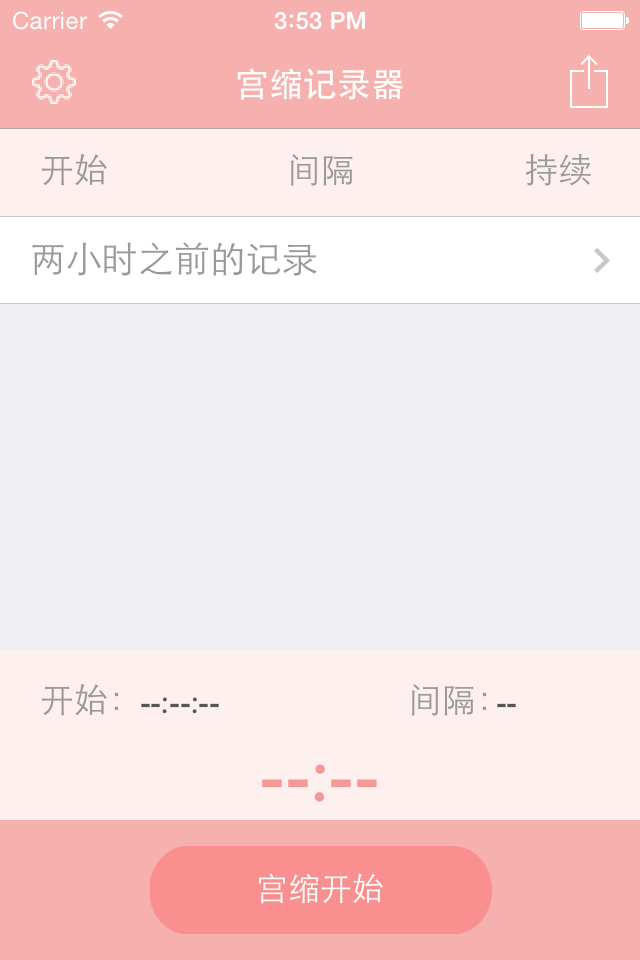 Carrier 3:53 PM
宫缩记录器
开始 间隔 持续
两小时之前的记录
开始: --:--:-- 间隔: --
--:--
宫缩开始